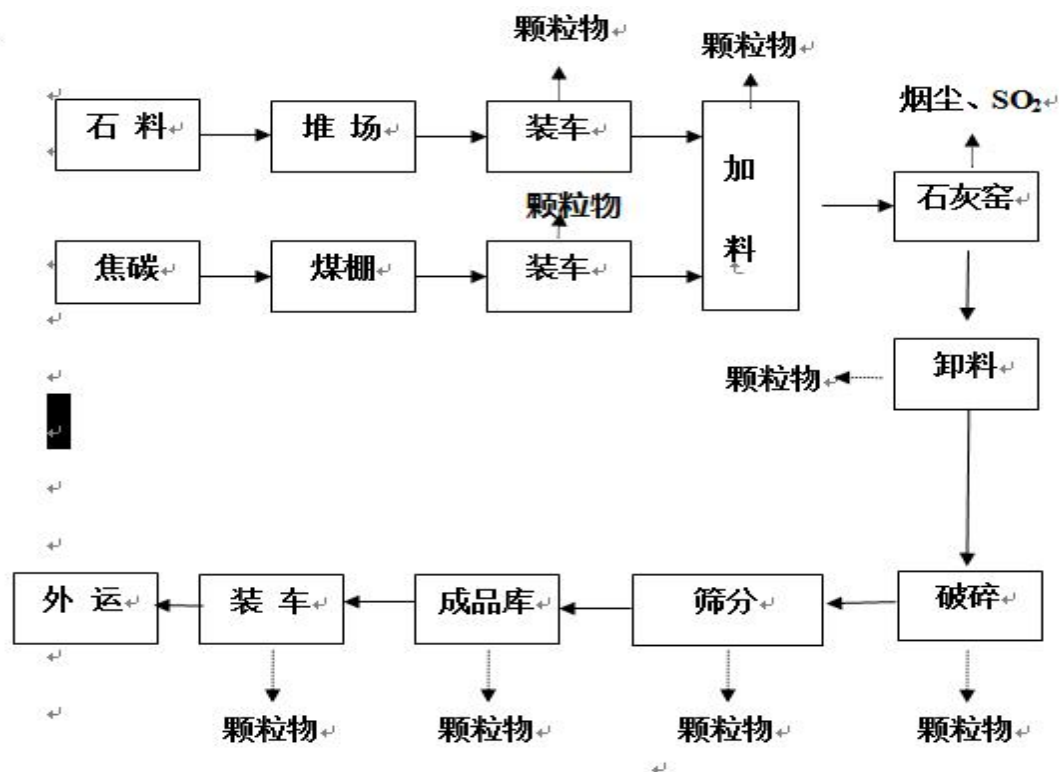 颗粒物
颗粒物
烟尘、SO₂
石 料
堆 场
装车
加
料
石灰窑
颗粒物
焦碳
煤棚
装车
颗粒物
卸料
外 运
装 车
成品库
筛分
破碎
颗粒物
颗粒物
颗粒物
颗粒物